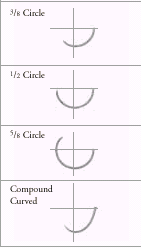 3/8 Circle
1/2 Circle
5/8 Circle
Compound
Curved